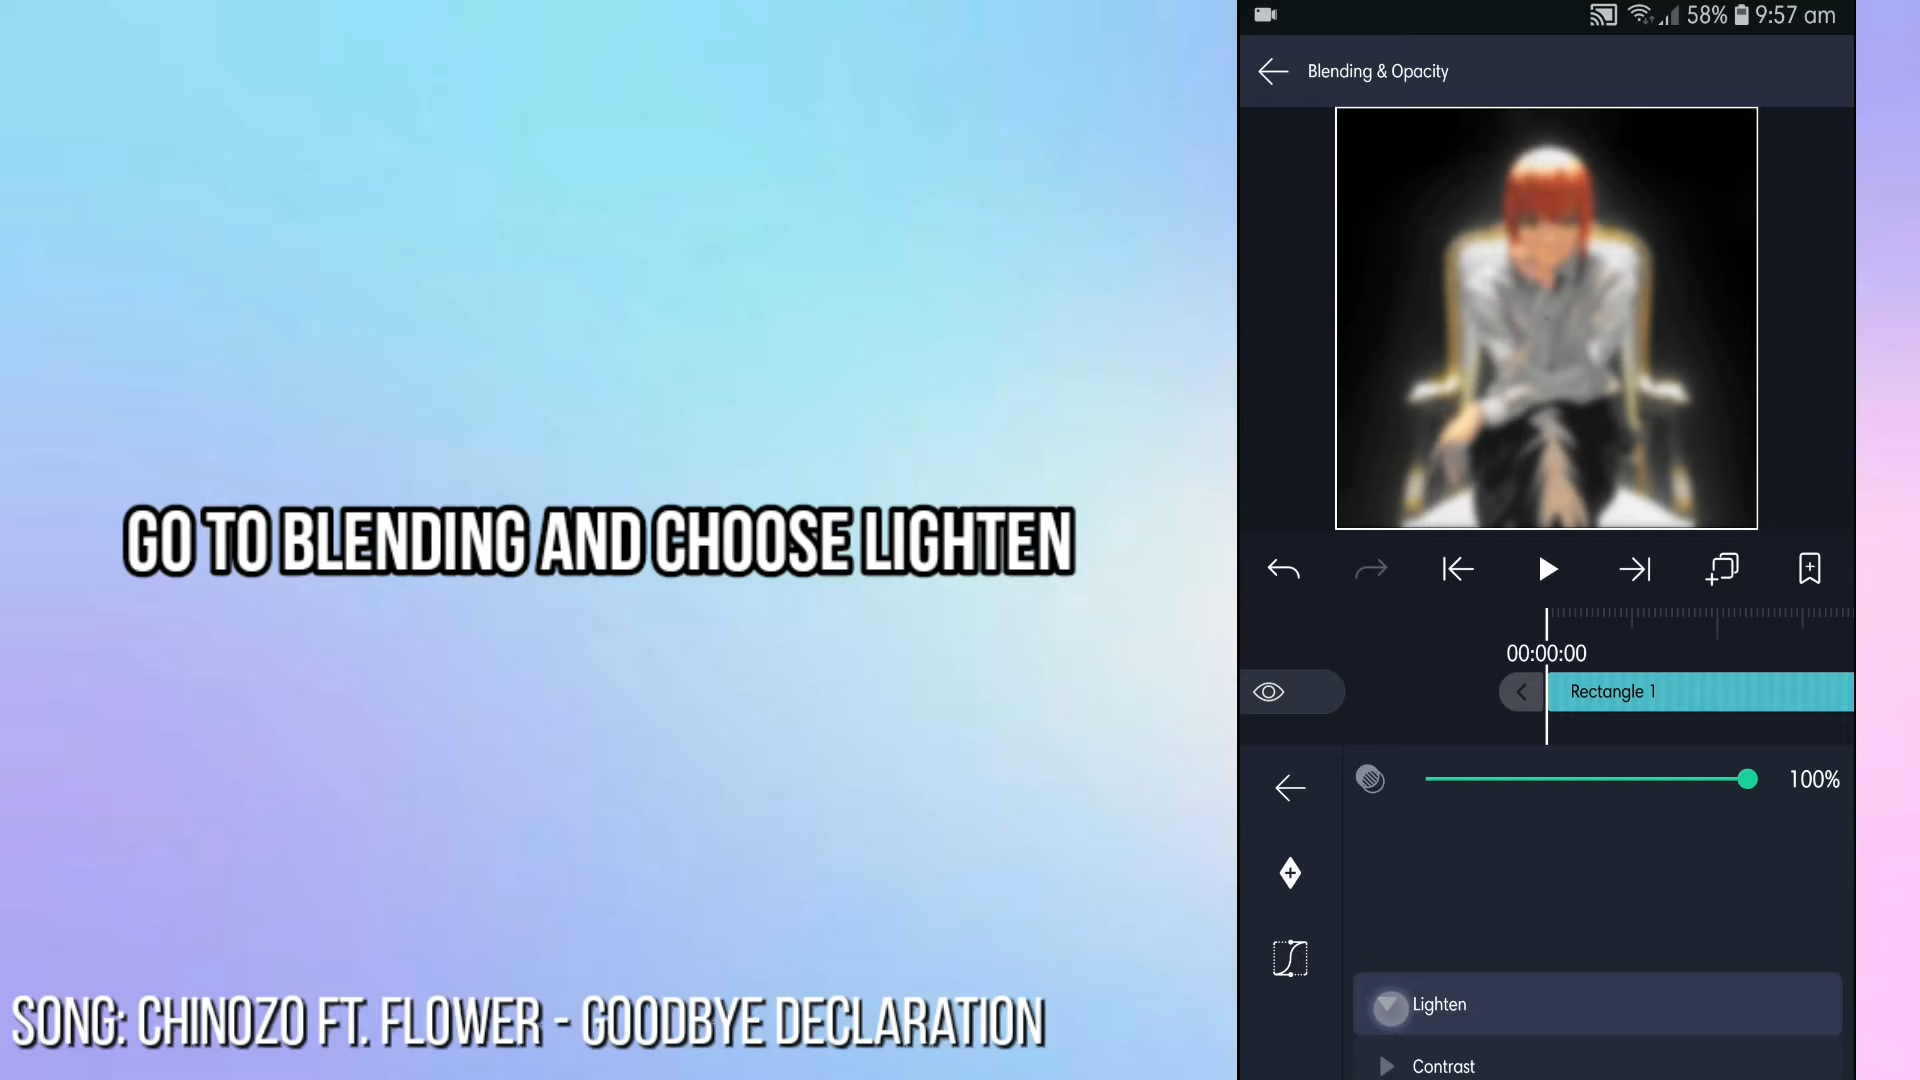 58% 9:57 am
Blending & Opacity
GO TO BLENDING AND CHOOSE LIGHTEN
00:00:00
Rectangle 1
100%
Lighten
Contrast
SONG: CHINOZO FT. FLOWER - GOODBYE DECLARATION